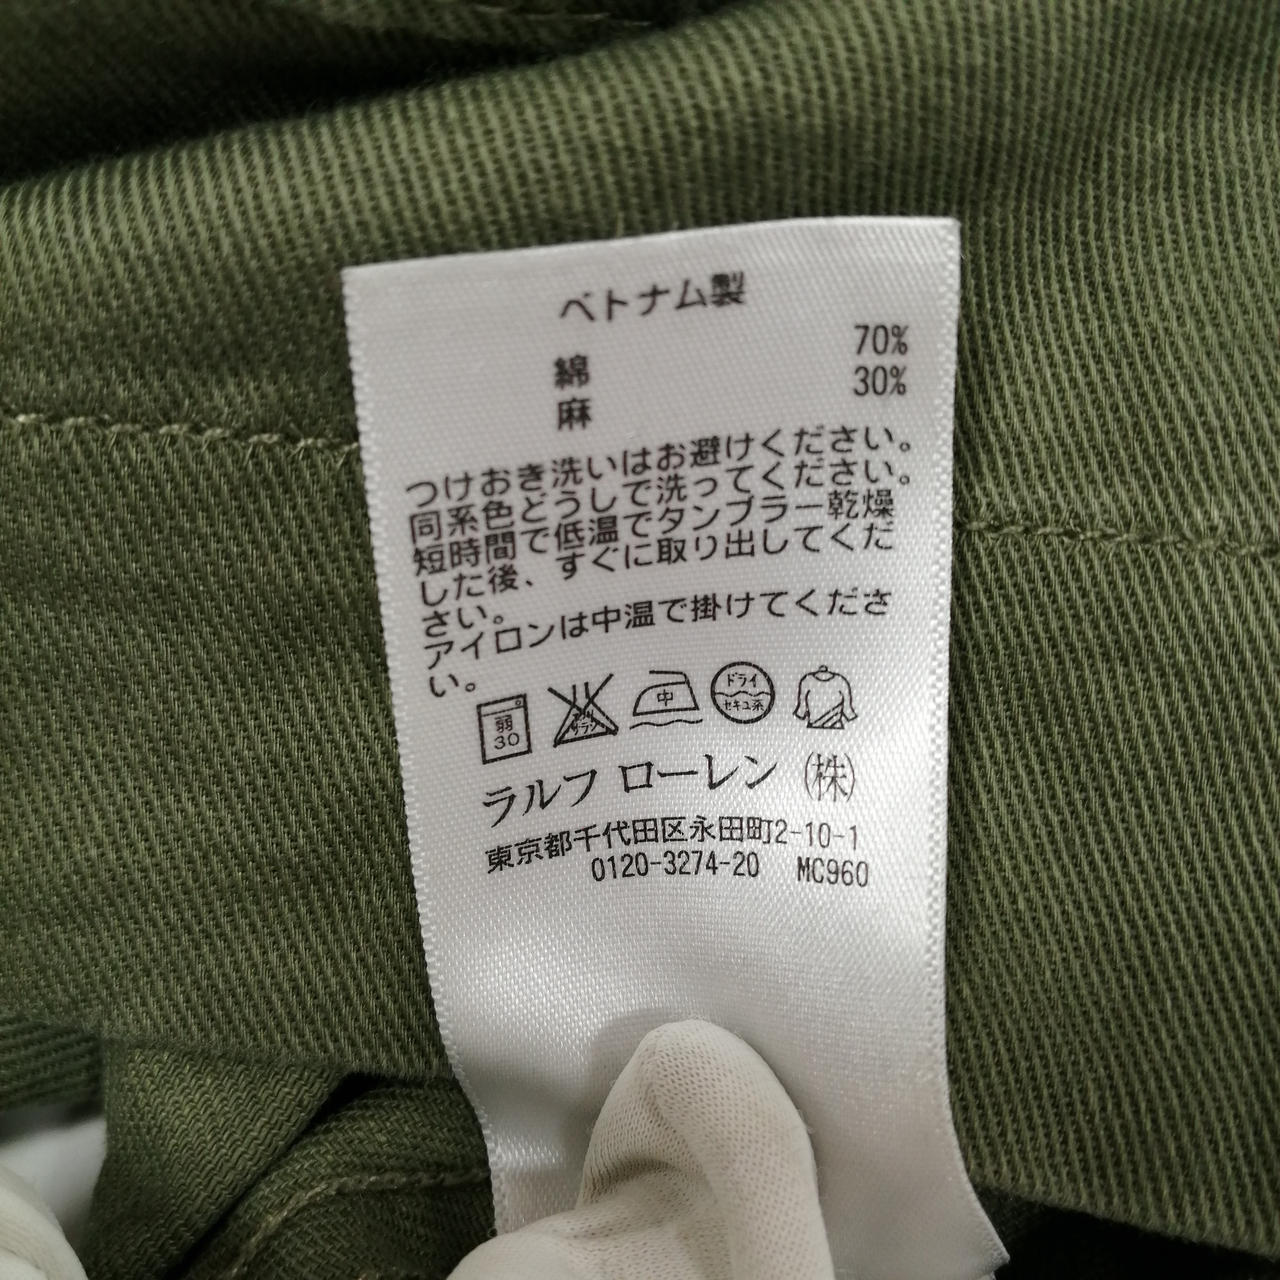 ベトナム製
綿 70%
麻 30%
つけおき洗いはお避けください。
同系色どうしで洗ってください。
短時間で低温でタンブラー乾燥
した後、すぐに取り出してくだ
さい。
アイロンは中温で掛けてくださ
い。
弱 30
エンソ サラシ
中
ドライ セキユ系
ラルフ ローレン (株)
東京都千代田区永田町2-10-1
0120-3274-20 MC960